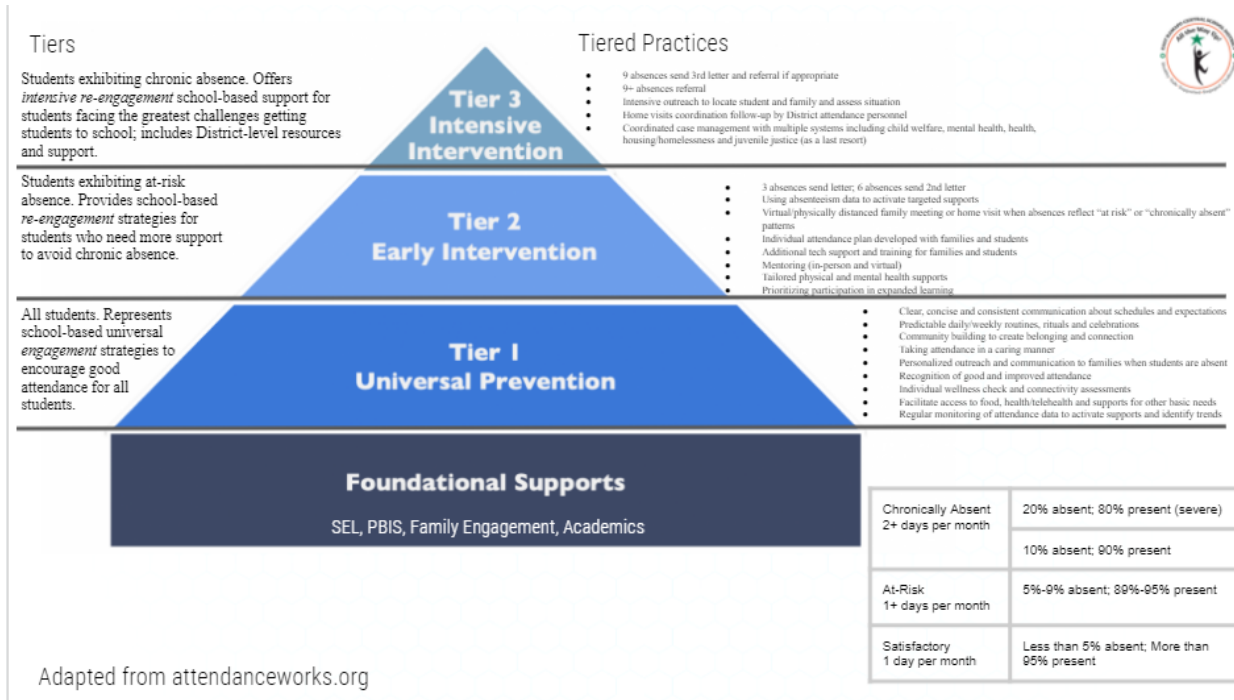 Tiers
Students exhibiting chronic absence. Offers
intensive re-engagement school-based support for
students facing the greatest challenges getting
students to school; includes District-level resources
and support.
Tier 3
Intensive
Intervention
Tiered Practices
• 9 absences send 3rd letter and referral if appropriate
• 9+ absences referral
• Intensive outreach to locate student and family and assess situation
• Home visits coordination follow-up by District attendance personnel
• Coordinated case management with multiple systems including child welfare, mental health, health,
housing/homelessness and juvenile justice (as a last resort)
All the Way Up!
Students exhibiting at-risk
absence. Provides school-based
re-engagement strategies for
students who need more support
to avoid chronic absence.
Tier 2
Early Intervention
• 3 absences send letter; 6 absences send 2nd letter
• Using absenteeism data to activate targeted supports
• Virtual/physically distanced family meeting or home visit when absences reflect “at risk” or “chronically absent”
patterns
• Individual attendance plan developed with families and students
• Additional tech support and training for families and students
• Mentoring (in-person and virtual)
• Tailored physical and mental health supports
• Prioritizing participation in expanded learning
All students. Represents
school-based universal
engagement strategies to
encourage good
attendance for all
students.
Tier 1
Universal Prevention
• Clear, concise and consistent communication about schedules and expectations
• Predictable daily/weekly routines, rituals and celebrations
• Community building to create belonging and connection
• Taking attendance in a caring manner
• Personalized outreach and communication to families when students are absent
• Recognition of good and improved attendance
• Individual wellness check and connectivity assessments
• Facilitate access to food, health/telehealth and supports for other basic needs
• Regular monitoring of attendance data to activate supports and identify trends
Foundational Supports
SEL, PBIS, Family Engagement, Academics
Chronically Absent
2+ days per month
20% absent; 80% present (severe)
10% absent; 90% present
At-Risk
1+ days per month
5%-9% absent; 89%-95% present
Satisfactory
1 day per month
Less than 5% absent; More than
95% present
Adapted from attendanceworks.org